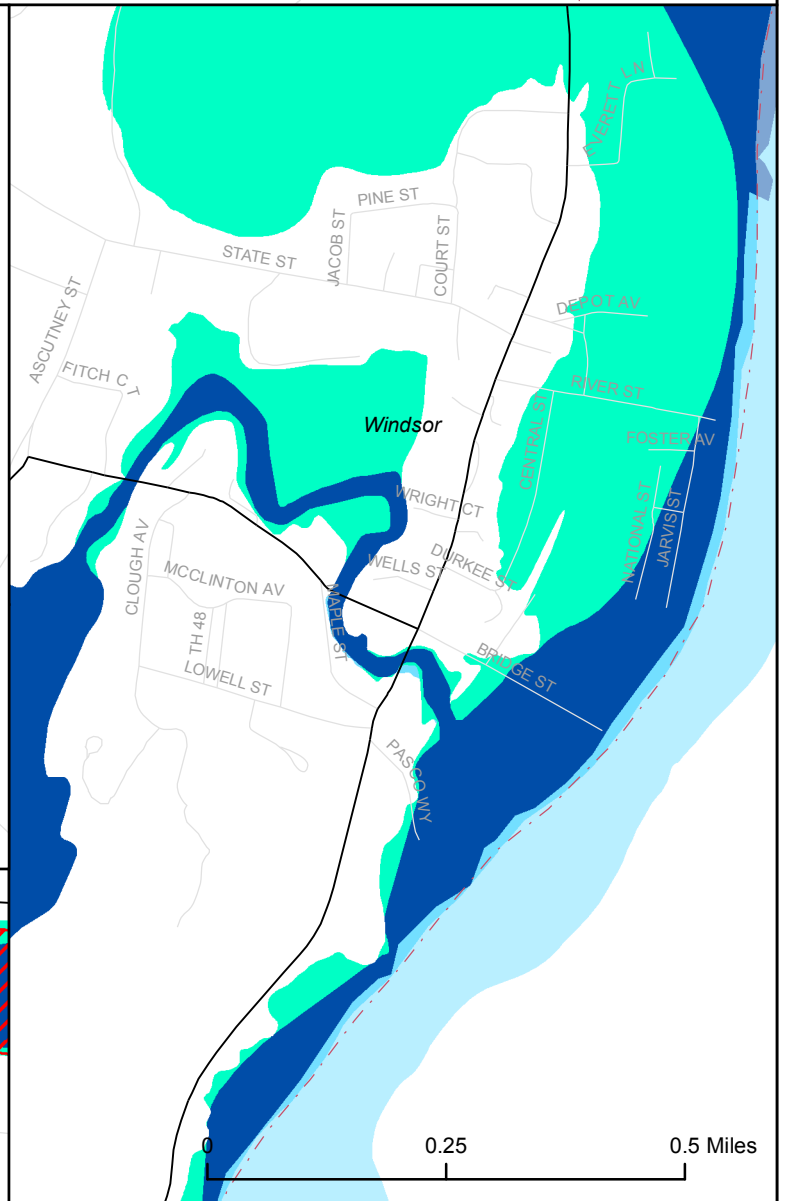 EVERETT LN
PINE ST
JACOB ST
COURT ST
STATE ST
ASCUTNEY ST
DEPOT AV
FITCH CT
RIVER ST
Windsor
CENTRAL ST
FOSTER AV
WRIGHT CT
NATIONAL ST
JARVIS ST
DURKEE ST
WELLS ST
CLOUGH AV
MCCLINTON AV
MAPLE ST
TH 48
BRIDGE ST
LOWELL ST
PASCO WY
0 0.25 0.5 Miles